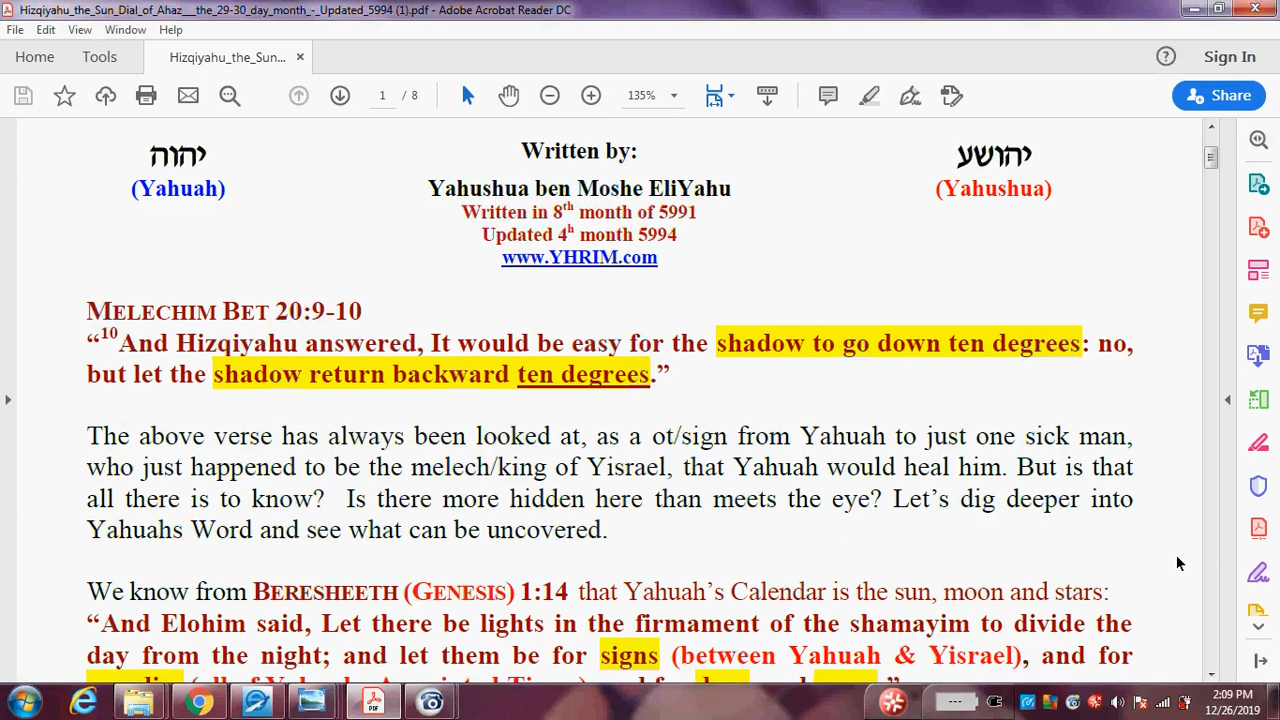 Hizqiyahu_the_Sun_Dial_of_Ahaz___the_29-30_day_month_-_Updated_5994 (1).pdf - Adobe Acrobat Reader DC
File Edit View Window Help
Home Tools Hizqiyahu_the_Sun... × Sign In
1 / 8 135% Share
יהוה Written by: יהושע
(Yahuah) Yahushua ben Moshe EliYahu (Yahushua)
Written in 8th month of 5991
Updated 4h month 5994
www.YHRIM.com
MELECHIM BET 20:9-10
“10And Hizqiyahu answered, It would be easy for the shadow to go down ten degrees: no,
but let the shadow return backward ten degrees.”
The above verse has always been looked at, as a ot/sign from Yahuah to just one sick man,
who just happened to be the melech/king of Yisrael, that Yahuah would heal him. But is that
all there is to know? Is there more hidden here than meets the eye? Let’s dig deeper into
Yahuahs Word and see what can be uncovered.
We know from BERESHEETH (GENESIS) 1:14 that Yahuah’s Calendar is the sun, moon and stars:
“And Elohim said, Let there be lights in the firmament of the shamayim to divide the
day from the night; and let them be for signs (between Yahuah & Yisrael), and for
2:09 PM
12/26/2019